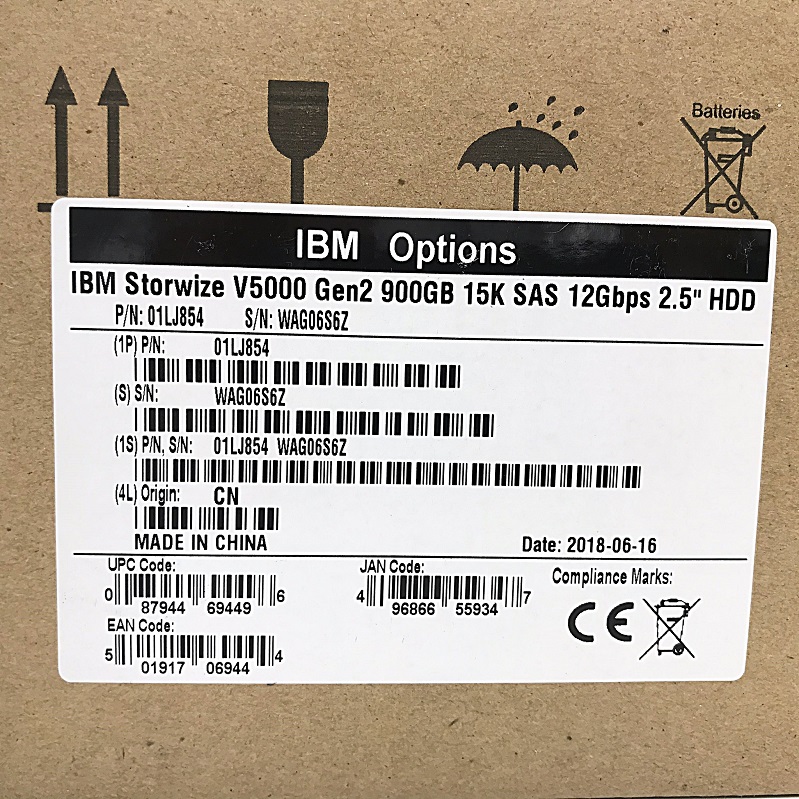 Batteries
IBM Options
IBM Storwize V5000 Gen2 900GB 15K SAS 12Gbps 2.5" HDD
P/N: 01LJ854 S/N: WAG06S6Z
(1P) P/N: 01LJ854
(S) S/N: WAG06S6Z
(1S) P/N, S/N: 01LJ854 WAG06S6Z
(4L) Origin: CN
MADE IN CHINA Date: 2018-06-16
UPC Code: JAN Code: Compliance Marks:
0 87944 69449 6 4 96866 55934 7
CE
EAN Code:
5 01917 06944 4